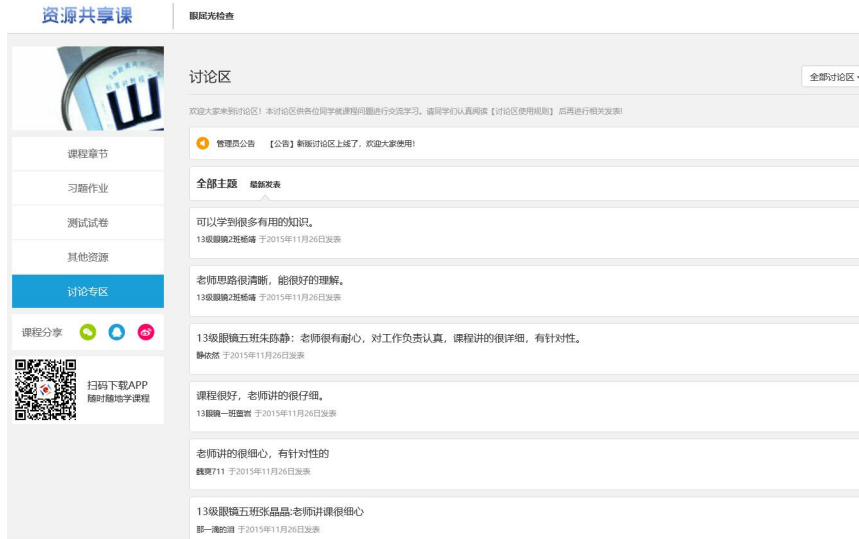 资源共享课
眼屈光检查
讨论区
全部讨论区
欢迎大家来到讨论区！本讨论区供各位同学就课程问题进行交流学习。请同学们认真阅读【讨论区使用规则】 后再进行相关发表!
管理员公告 【公告】新版讨论区上线了，欢迎大家使用!
课程章节
习题作业
测试试卷
其他资源
讨论专区
课程分享
扫码下载APP
随时随地学课程
全部主题 最新发表
可以学到很多有用的知识。
13级眼镜2班杨靖 于2015年11月26日发表
老师思路很清晰，能很好的理解。
13级眼镜2班杨靖 于2015年11月26日发表
13级眼镜五班朱陈静：老师很有耐心，对工作负责认真，课程讲的很详细，有针对性。
静依然 于2015年11月26日发表
课程很好，老师讲的很仔细。
13眼镜一班董岩 于2015年11月26日发表
老师讲的很细心，有针对性的
魏爽711 于2015年11月26日发表
13级眼镜五班张晶晶:老师讲课很细心
那一滴的泪 于2015年11月26日发表